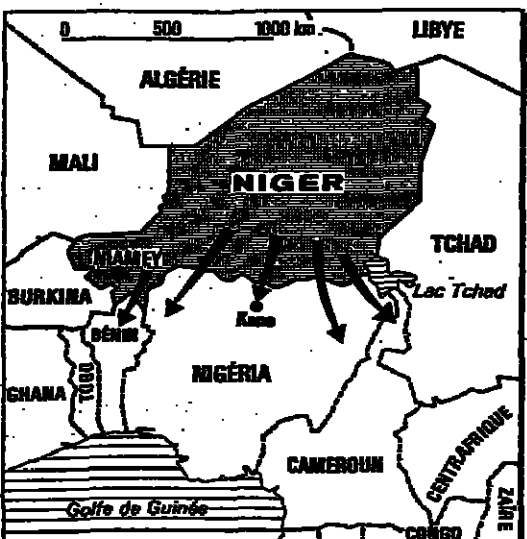 0 500 1000 km
LIBYE
ALGÉRIE
MALI
NIGER
TCHAD
NIAMEY
Lac Tchad
BURKINA
Kano
BÉNIN
NIGÉRIA
GHANA
TOGO
CENTRAFRIQUE
CAMEROUN
ZAÏRE
Golfe de Guinée
CONGO